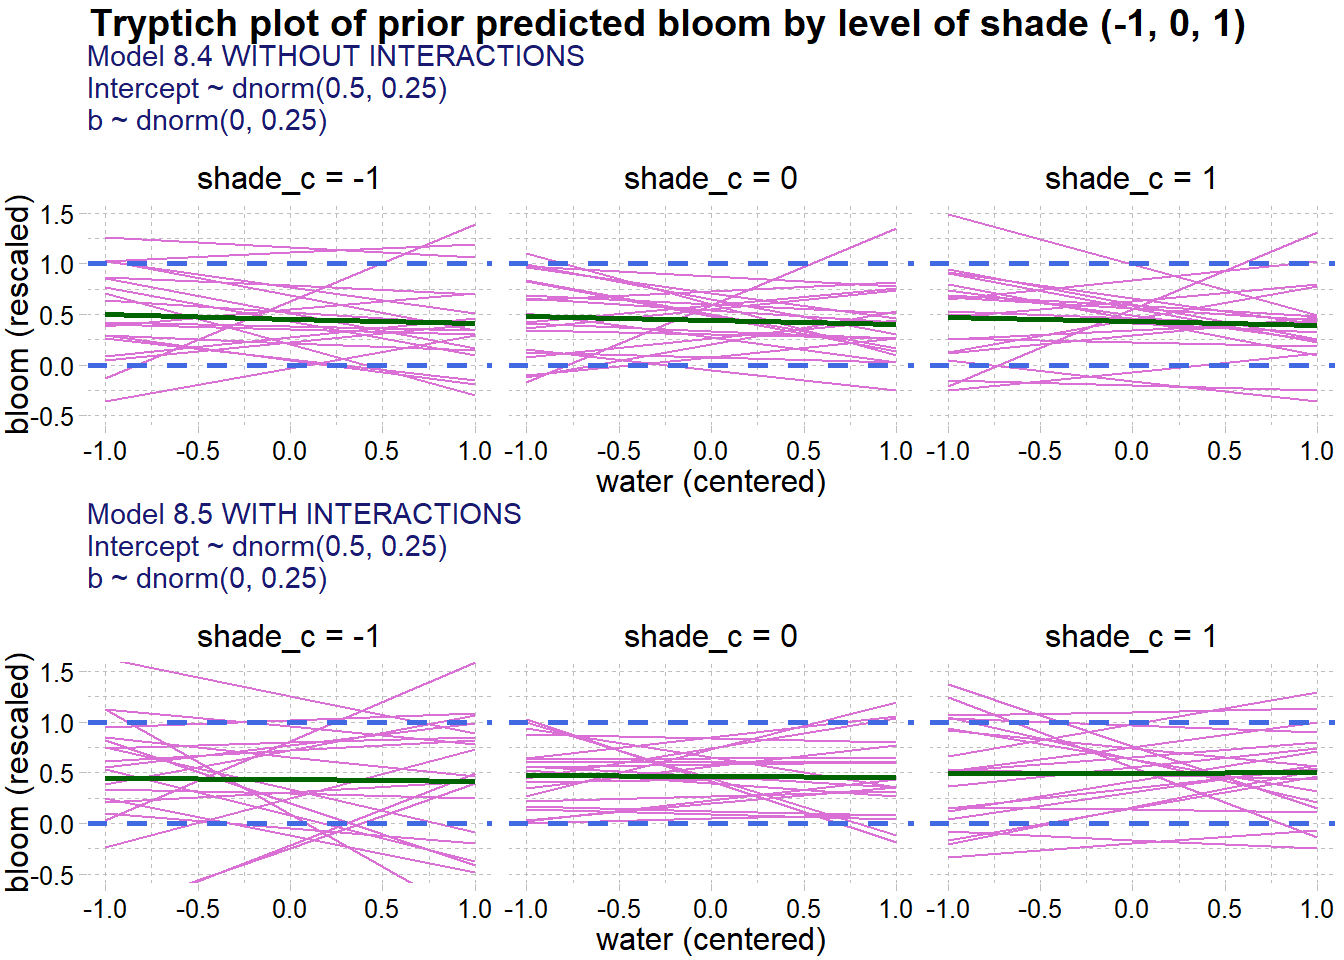 Tryptich plot of prior predicted bloom by level of shade (-1, 0, 1)
Model 8.4 WITHOUT INTERACTIONS
Intercept ~ dnorm(0.5, 0.25)
b ~ dnorm(0, 0.25)
shade_c = -1 shade_c = 0 shade_c = 1
bloom (rescaled)
1.5
1.0
0.5
0.0
-0.5
-1.0 -0.5 0.0 0.5 1.0 -1.0 -0.5 0.0 0.5 1.0 -1.0 -0.5 0.0 0.5 1.0
water (centered)
Model 8.5 WITH INTERACTIONS
Intercept ~ dnorm(0.5, 0.25)
b ~ dnorm(0, 0.25)
shade_c = -1 shade_c = 0 shade_c = 1
bloom (rescaled)
1.5
1.0
0.5
0.0
-0.5
-1.0 -0.5 0.0 0.5 1.0 -1.0 -0.5 0.0 0.5 1.0 -1.0 -0.5 0.0 0.5 1.0
water (centered)